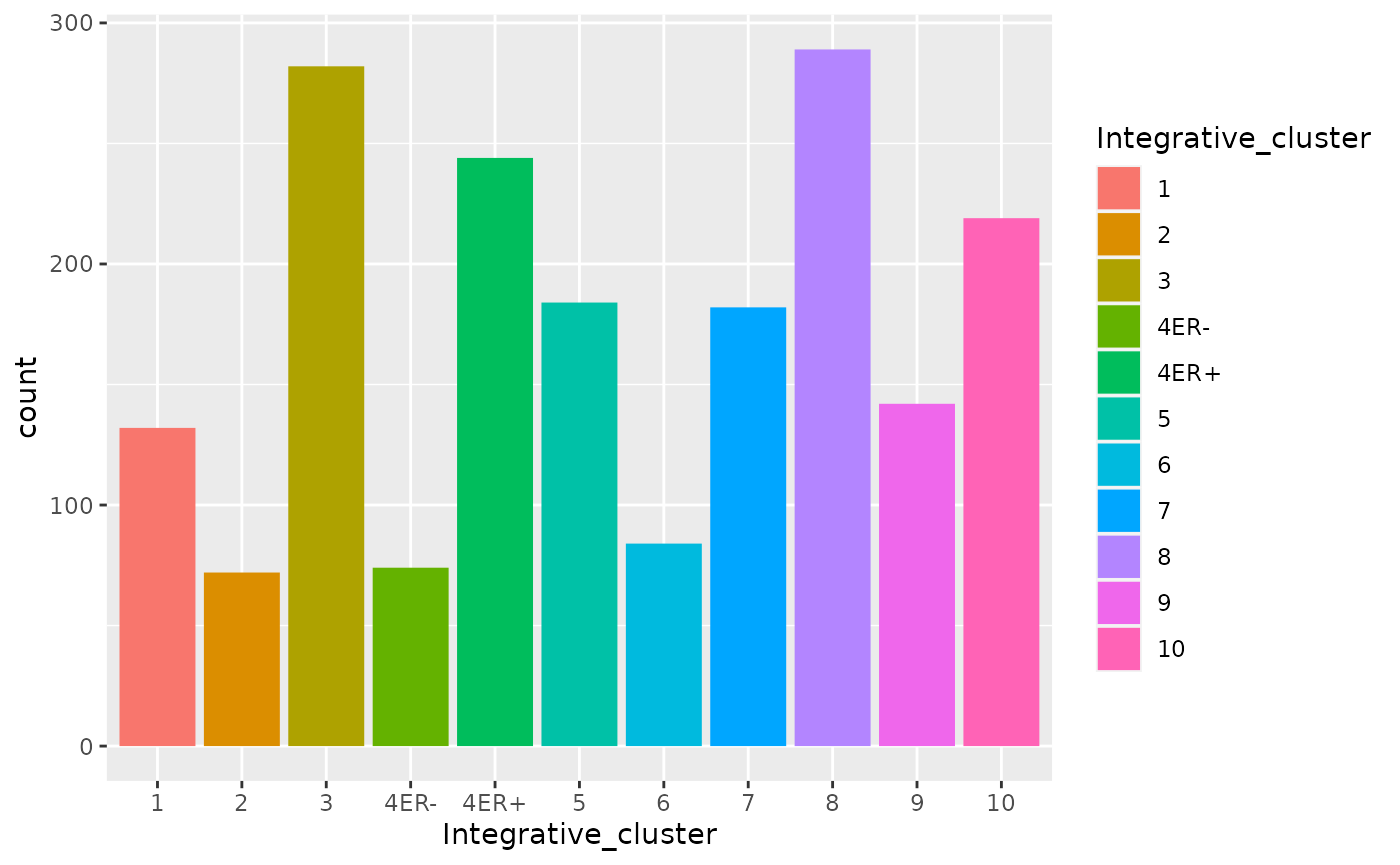 300
200
100
0
count
1 2 3 4ER- 4ER+ 5 6 7 8 9 10
Integrative_cluster
Integrative_cluster
1
2
3
4ER-
4ER+
5
6
7
8
9
10